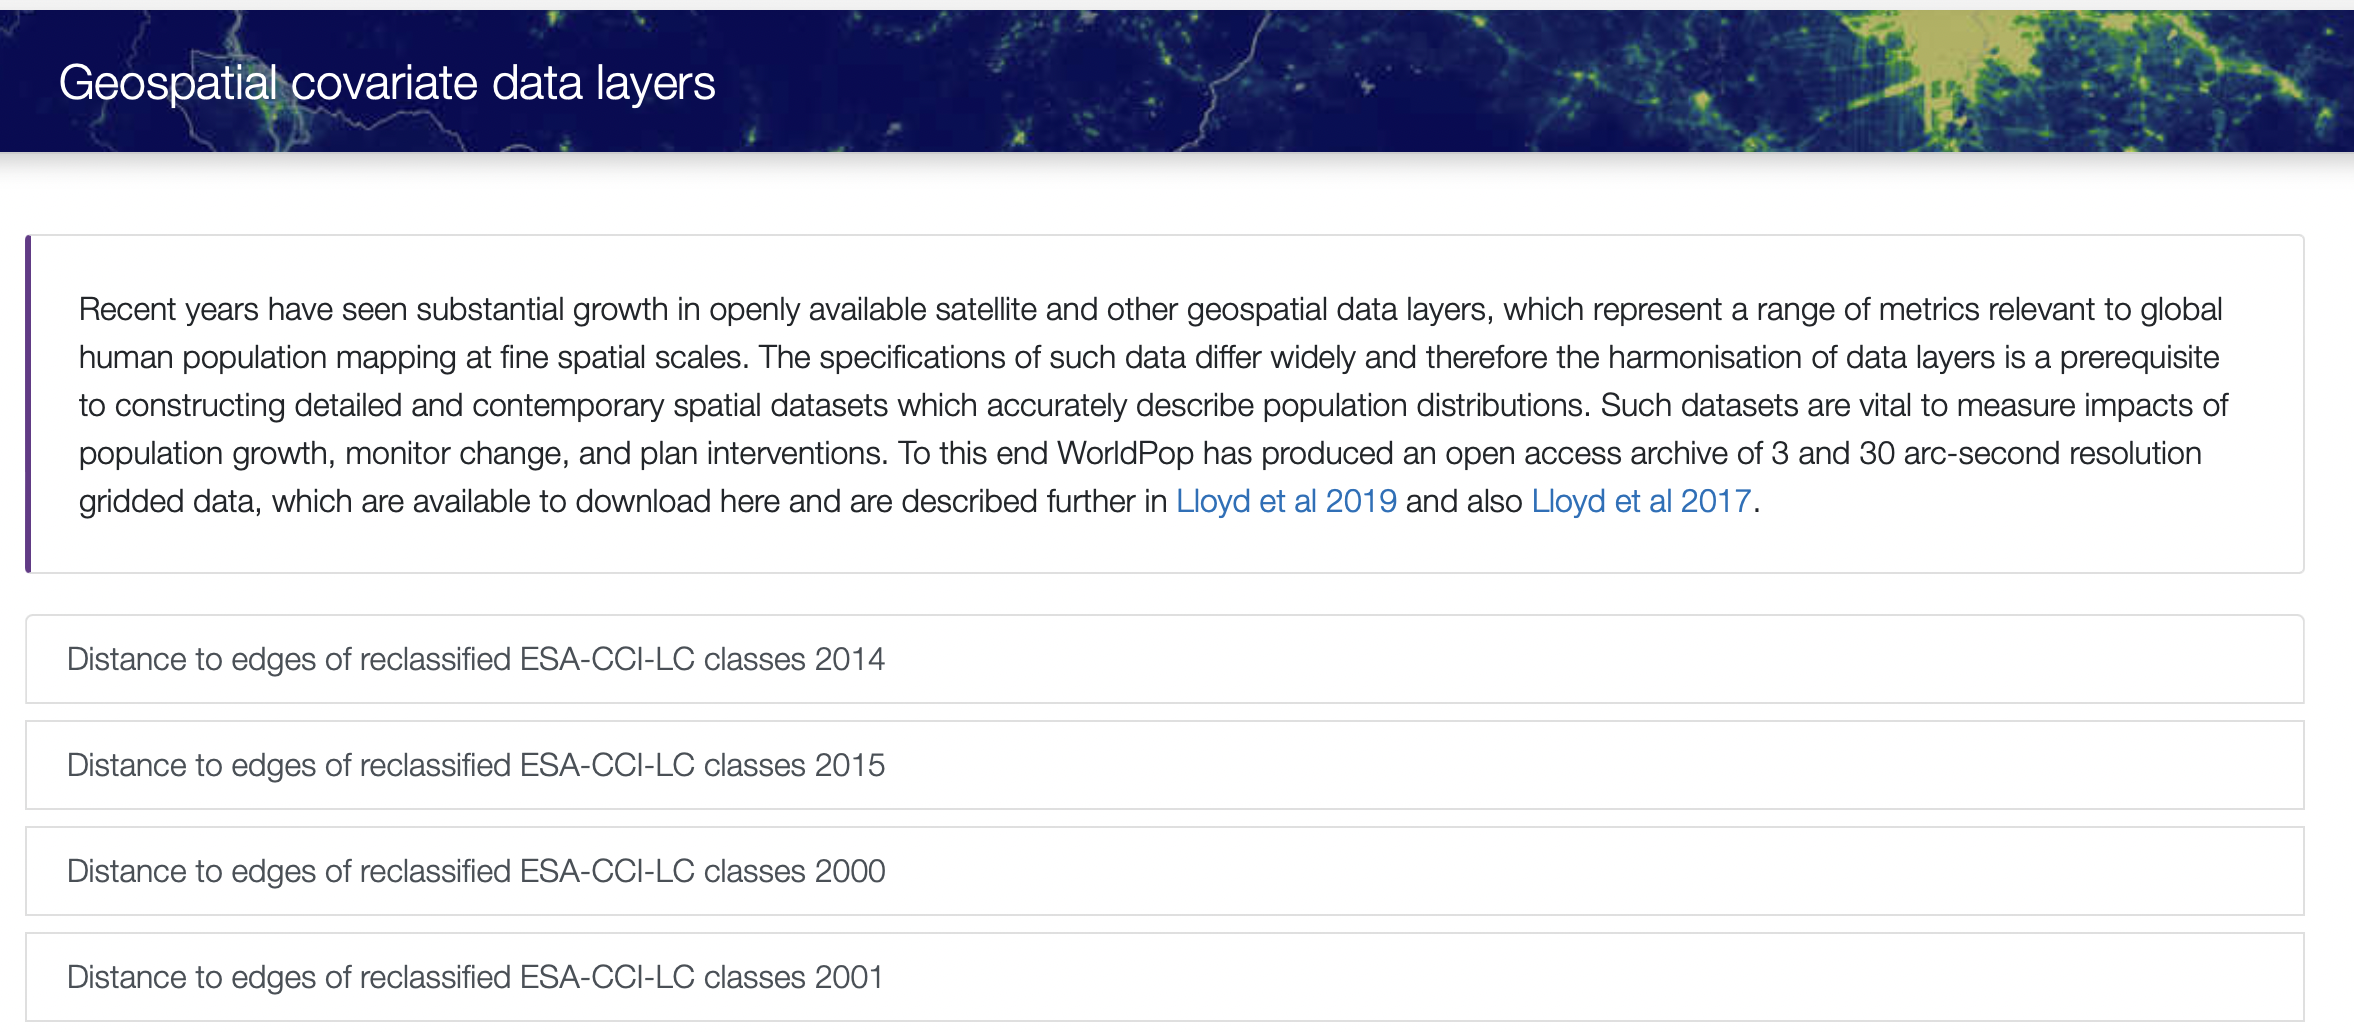 Geospatial covariate data layers
Recent years have seen substantial growth in openly available satellite and other geospatial data layers, which represent a range of metrics relevant to global
human population mapping at fine spatial scales. The specifications of such data differ widely and therefore the harmonisation of data layers is a prerequisite
to constructing detailed and contemporary spatial datasets which accurately describe population distributions. Such datasets are vital to measure impacts of
population growth, monitor change, and plan interventions. To this end WorldPop has produced an open access archive of 3 and 30 arc-second resolution
gridded data, which are available to download here and are described further in Lloyd et al 2019 and also Lloyd et al 2017.
Distance to edges of reclassified ESA-CCI-LC classes 2014
Distance to edges of reclassified ESA-CCI-LC classes 2015
Distance to edges of reclassified ESA-CCI-LC classes 2000
Distance to edges of reclassified ESA-CCI-LC classes 2001